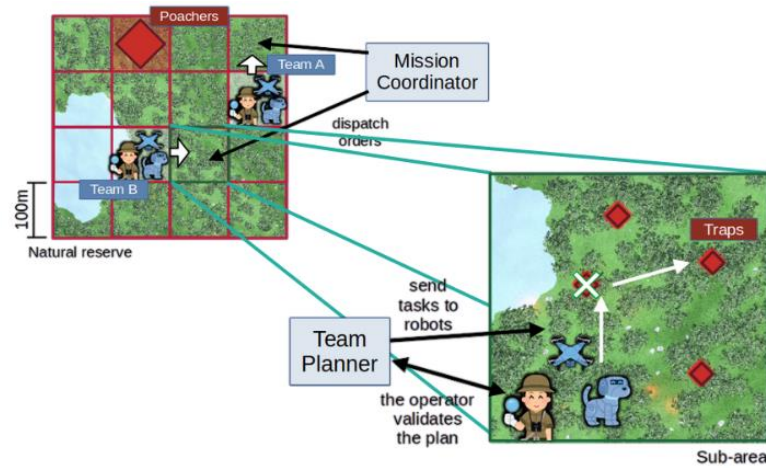 Poachers
Team A
Mission
Coordinator
dispatch
orders
Team B
100m
Natural reserve
Traps
send
tasks to
robots
Team
Planner
the operator
validates
the plan
Sub-area